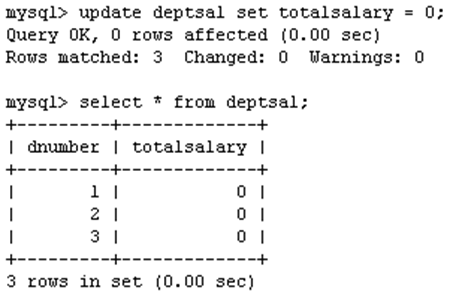 mysql> update deptsal set totalsalary = 0;
Query OK, 0 rows affected (0.00 sec)
Rows matched: 3  Changed: 0  Warnings: 0

mysql> select * from deptsal;
+---------+-------------+
| dnumber | totalsalary |
+---------+-------------+
|       1 |           0 |
|       2 |           0 |
|       3 |           0 |
+---------+-------------+
3 rows in set (0.00 sec)